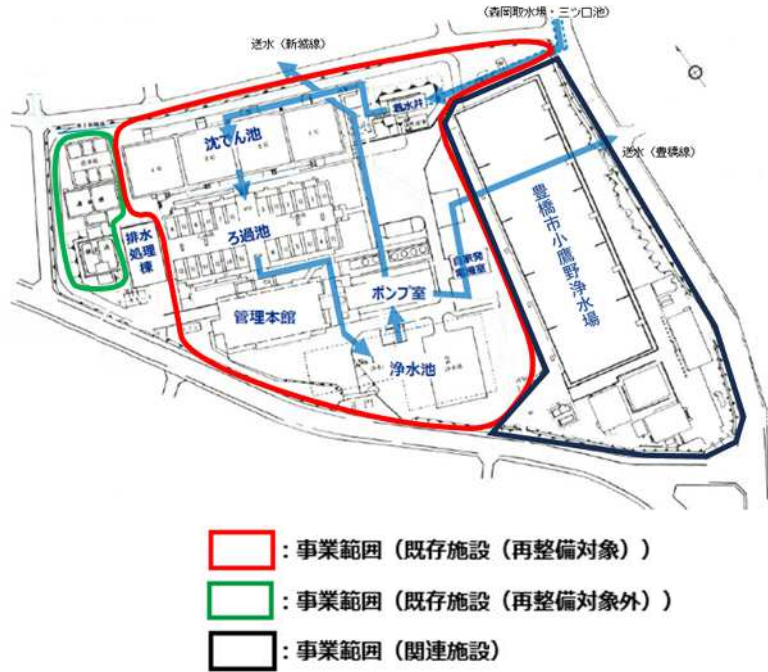 (森岡取水場・三ツ口池)
送水(新城線)
着水井
沈でん池
送水(豊橋線)
豊橋市小鷹野浄水場
排水
処理
棟
ろ過池
自家発
電機室
ポンプ室
管理本館
浄水池
:事業範囲(既存施設(再整備対象))
:事業範囲(既存施設(再整備対象外))
:事業範囲(関連施設)